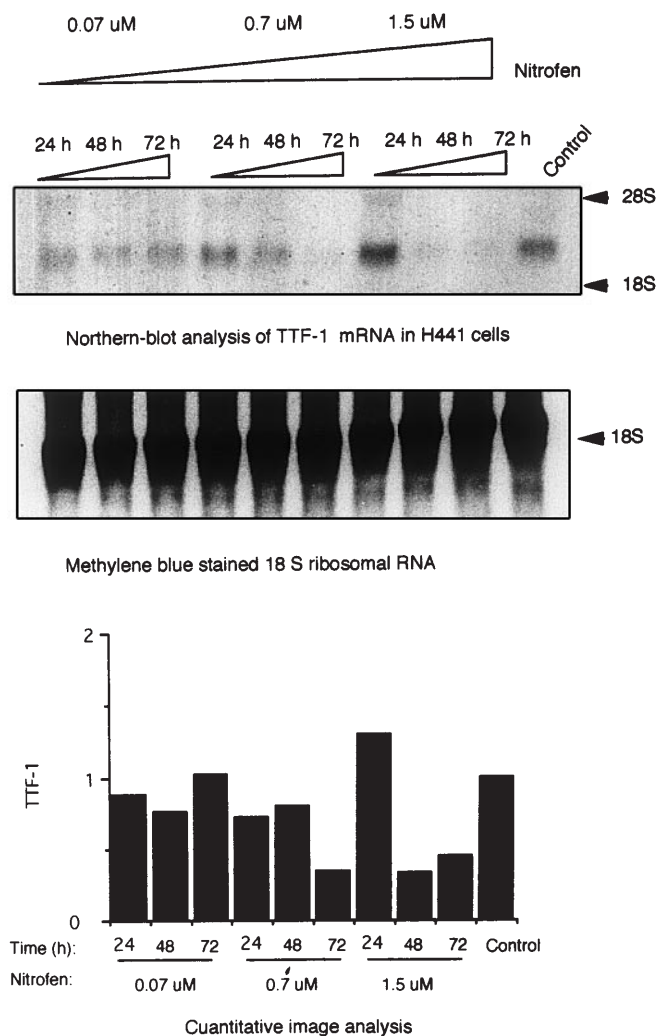 0.07 uM 0.7 uM 1.5 uM
Nitrofen
24 h 48 h 72 h 24 h 48 h 72 h 24 h 48 h 72 h Control
28S
18S
Northern-blot analysis of TTF-1 mRNA in H441 cells
18S
Methylene blue stained 18 S ribosomal RNA
2
1
0
TTF-1
Time (h): 24 48 72 24 48 72 24 48 72 Control
Nitrofen: 0.07 uM 0.7 uM 1.5 uM
Cuantitative image analysis